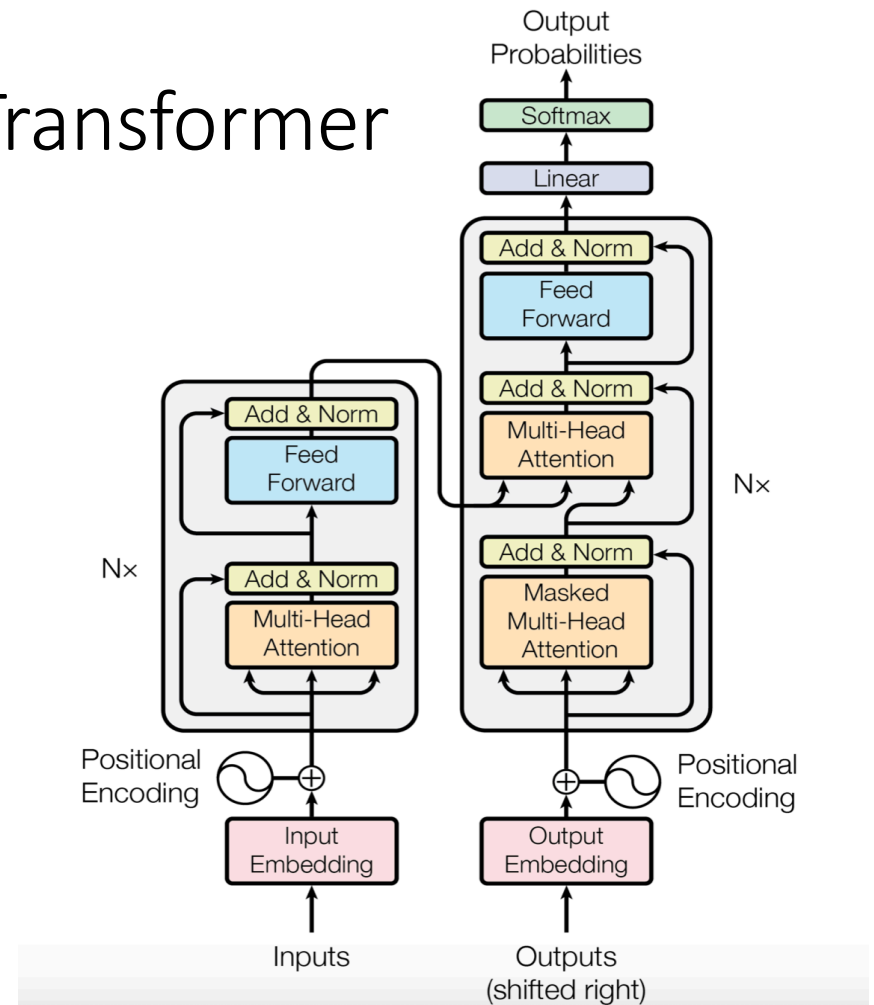 Transformer
Output
Probabilities
Softmax
Linear
Add & Norm
Feed
Forward
Add & Norm
Multi-Head
Attention
Nx
Add & Norm
Masked
Multi-Head
Attention
Add & Norm
Feed
Forward
Nx
Add & Norm
Multi-Head
Attention
Positional
Encoding
Positional
Encoding
Input
Embedding
Output
Embedding
Inputs
Outputs
(shifted right)